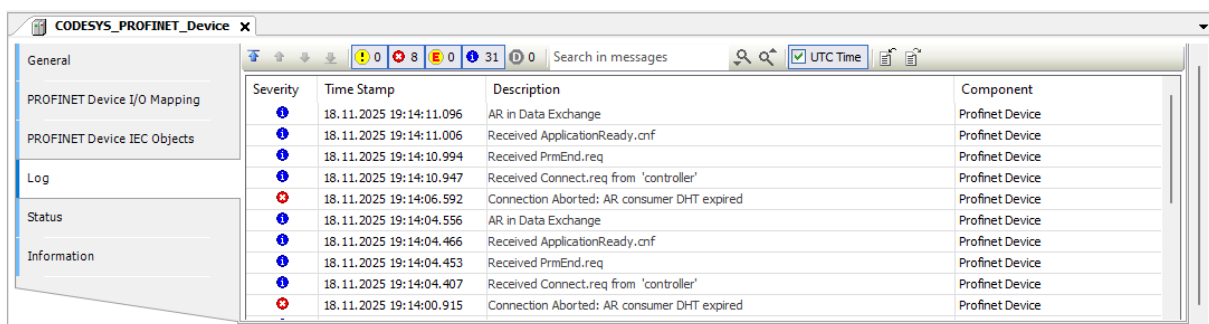 CODESYS_PROFINET_Device X
General
PROFINET Device I/O Mapping
PROFINET Device IEC Objects
Log
Status
Information
! 0 8 E 0 i 31 D 0 Search in messages UTC Time
Severity Time Stamp Description Component
18.11.2025 19:14:11.096 AR in Data Exchange Profinet Device
18.11.2025 19:14:11.006 Received ApplicationReady.cnf Profinet Device
18.11.2025 19:14:10.994 Received PrmEnd.req Profinet Device
18.11.2025 19:14:10.947 Received Connect.req from 'controller' Profinet Device
18.11.2025 19:14:06.592 Connection Aborted: AR consumer DHT expired Profinet Device
18.11.2025 19:14:04.556 AR in Data Exchange Profinet Device
18.11.2025 19:14:04.466 Received ApplicationReady.cnf Profinet Device
18.11.2025 19:14:04.453 Received PrmEnd.req Profinet Device
18.11.2025 19:14:04.407 Received Connect.req from 'controller' Profinet Device
18.11.2025 19:14:00.915 Connection Aborted: AR consumer DHT expired Profinet Device